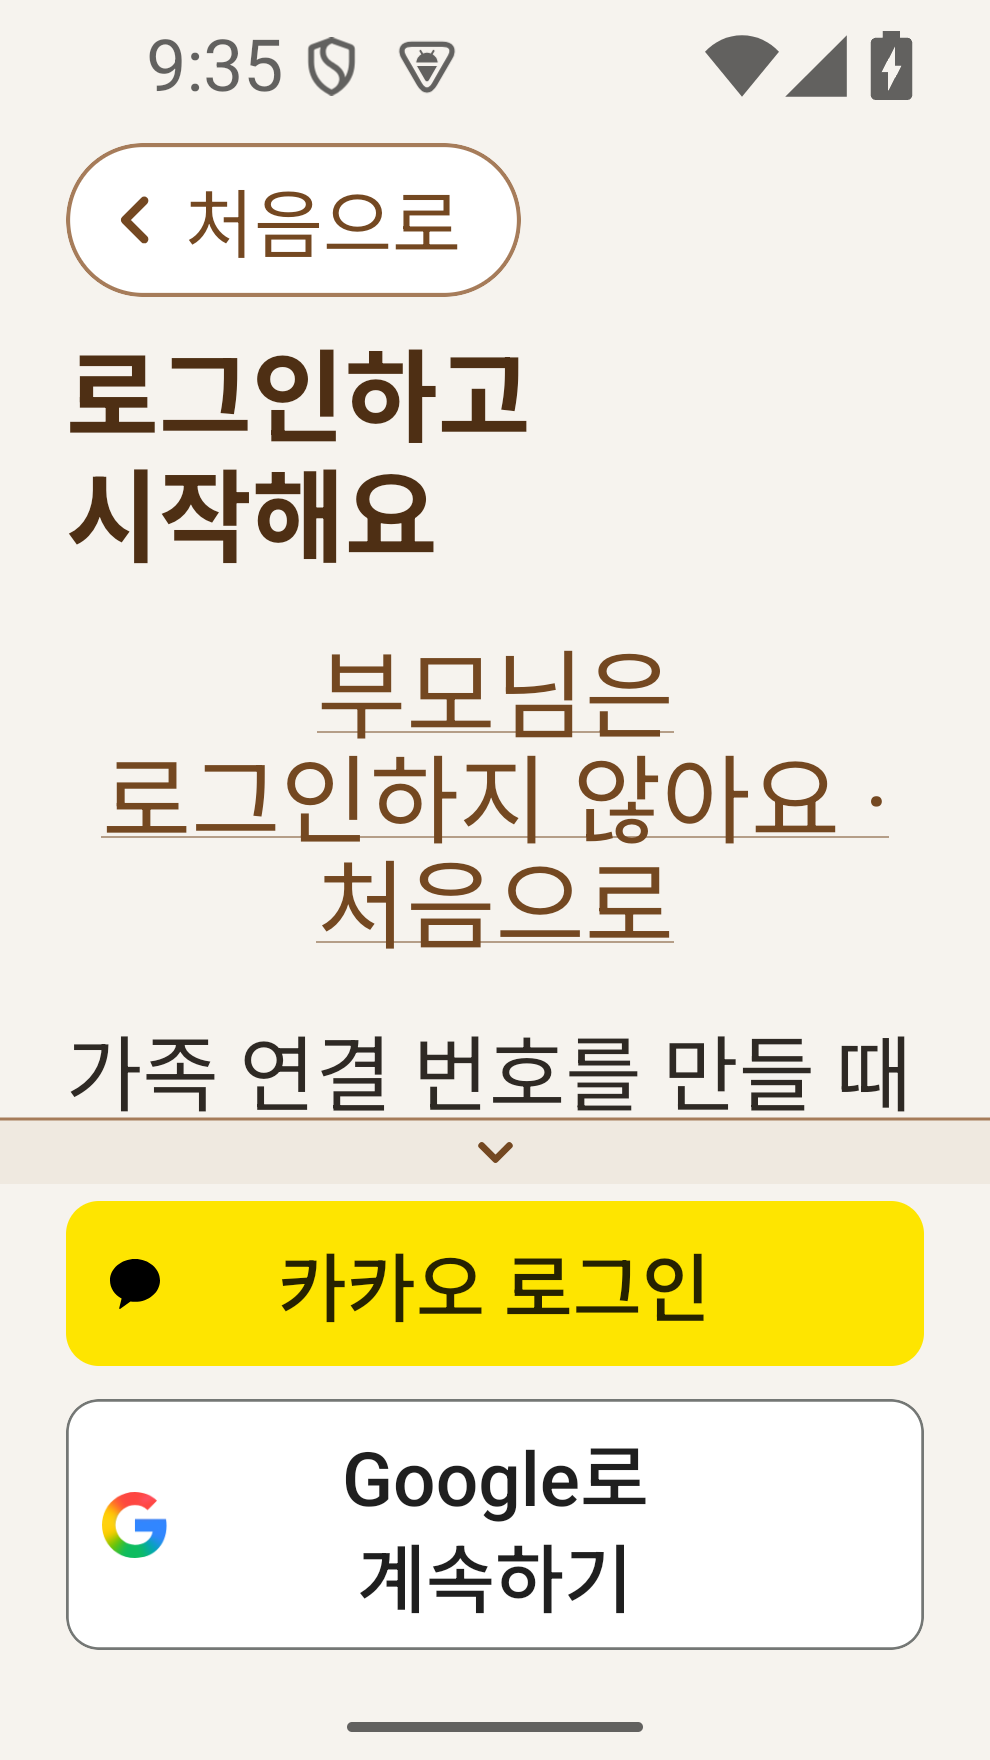 9:35
처음으로
로그인하고
시작해요
부모님은
로그인하지 않아요 ·
처음으로
가족 연결 번호를 만들 때
카카오 로그인
Google로
계속하기